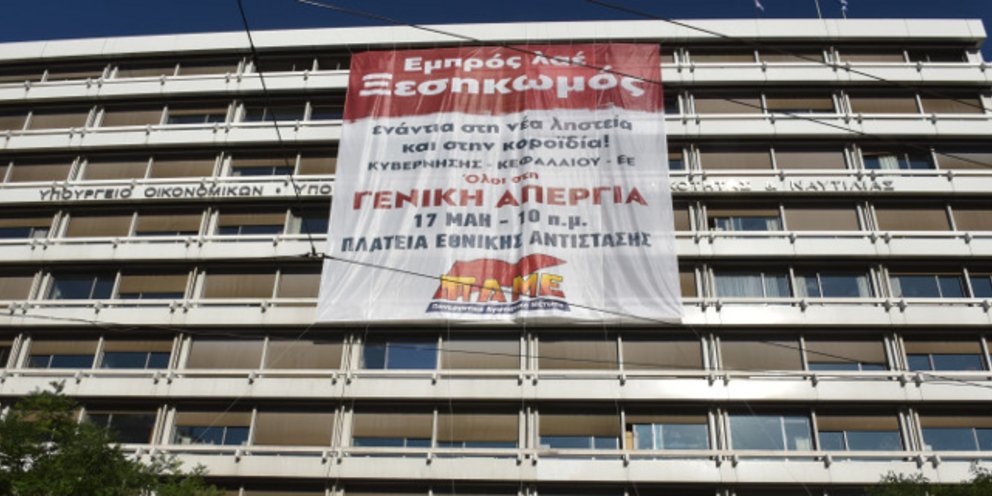 Εμπρός λαέ
Ξεσηκωμός
ενάντια στη νέα ληστεία
και στην κοροϊδία!
ΚΥΒΕΡΝΗΣΗΣ - ΚΕΦΑΛΑΙΟΥ - ΕΕ
Όλοι στη
ΓΕΝΙΚΗ ΑΠΕΡΓΙΑ
17 ΜΑΗ - 10 π.μ.
ΠΛΑΤΕΙΑ ΕΘΝΙΚΗΣ ΑΝΤΙΣΤΑΣΗΣ
ΠΑΜΕ
ΥΠΟΥΡΓΕΙΟ ΟΙΚΟΝΟΜΙΚΩΝ • ΥΠΟ
& ΝΑΥΤΙΛΙΑΣ